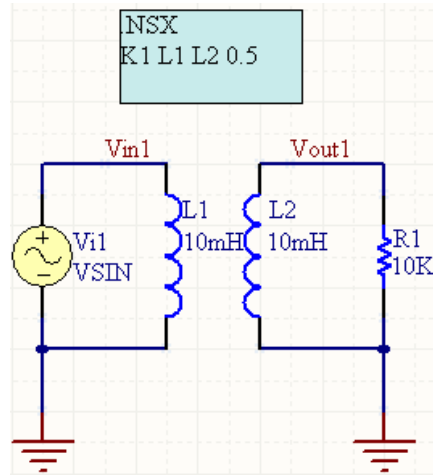 .NSX
K1 L1 L2 0.5
Vin1
Vout1
L1
10mH
L2
10mH
Vi1
VSIN
R1
10K